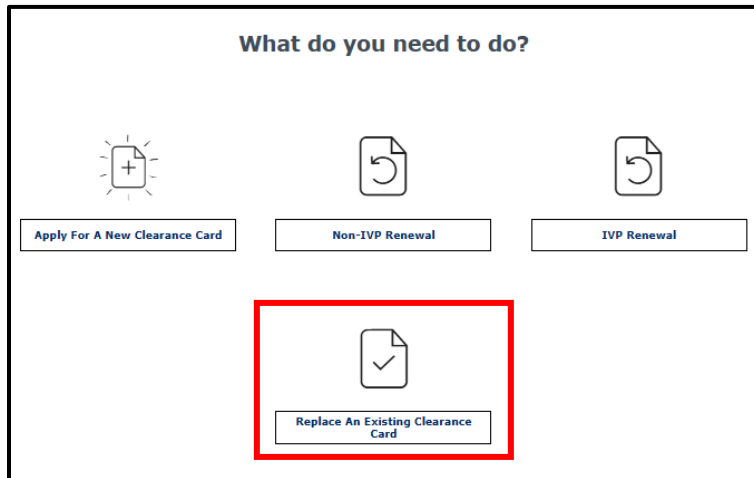 What do you need to do?
Apply For A New Clearance Card
Non-IVP Renewal
IVP Renewal
Replace An Existing Clearance
Card